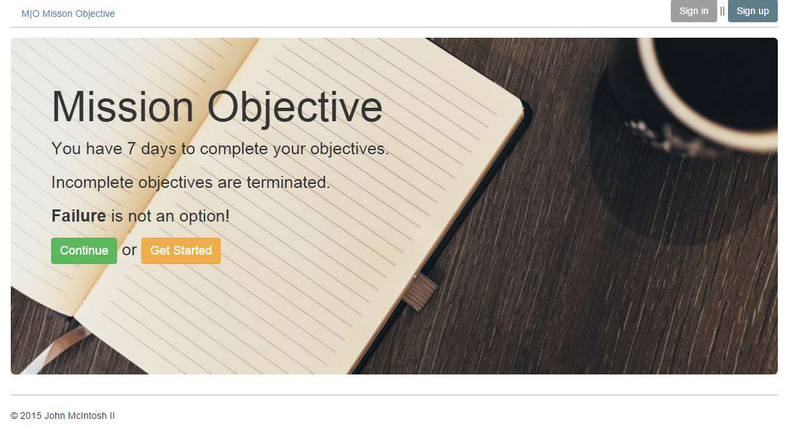 M|O Misson Objective
Sign in || Sign up
Mission Objective
You have 7 days to complete your objectives.
Incomplete objectives are terminated.
Failure is not an option!
Continue or Get Started
© 2015 John McIntosh II